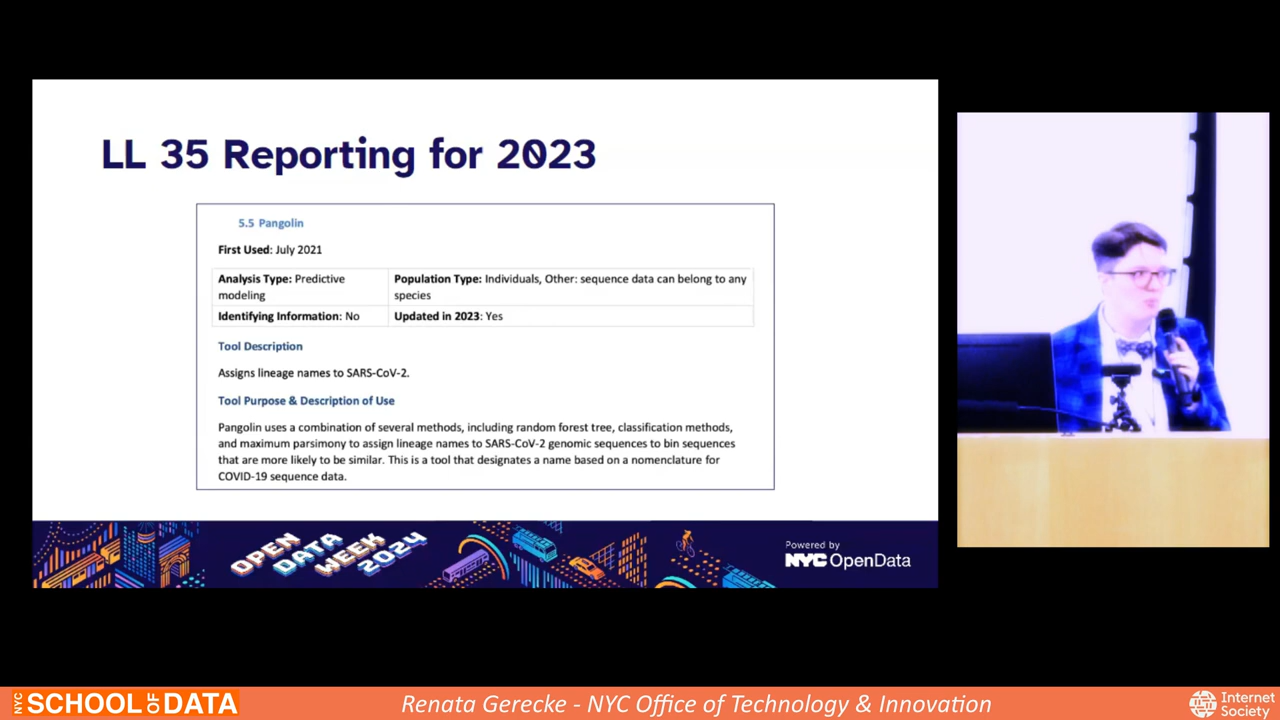 LL 35 Reporting for 2023
5.5 Pangolin
First Used: July 2021
Analysis Type: Predictive
modeling
Population Type: Individuals, Other: sequence data can belong to any
species
Identifying Information: No
Updated in 2023: Yes
Tool Description
Assigns lineage names to SARS-CoV-2.
Tool Purpose & Description of Use
Pangolin uses a combination of several methods, including random forest tree, classification methods,
and maximum parsimony to assign lineage names to SARS-CoV-2 genomic sequences to bin sequences
that are more likely to be similar. This is a tool that designates a name based on a nomenclature for
COVID-19 sequence data.
OPEN
DATA
WEEK
2024
Powered by
NYC OpenData
NYC SCHOOL OF DATA
Renata Gerecke - NYC Office of Technology & Innovation
Internet
Society